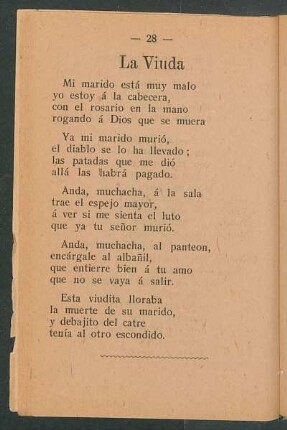 — 28 —
La Viuda
Mi marido está muy malo
yo estoy á la cabecera,
con el rosario en la mano
rogando á Dios que se muera
Ya mi marido murió,
el diablo se lo ha llevado;
las patadas que me dió
allá las habrá pagado.
Anda, muchacha, á la sala
trae el espejo mayor,
á ver si me sienta el luto
que ya tu señor murió.
Anda, muchacha, al panteon,
encárgale al albañil,
que entierre bien á tu amo
que no se vaya á salir.
Esta viudita lloraba
la muerte de su marido,
y debajito del catre
tenía al otro escondido.